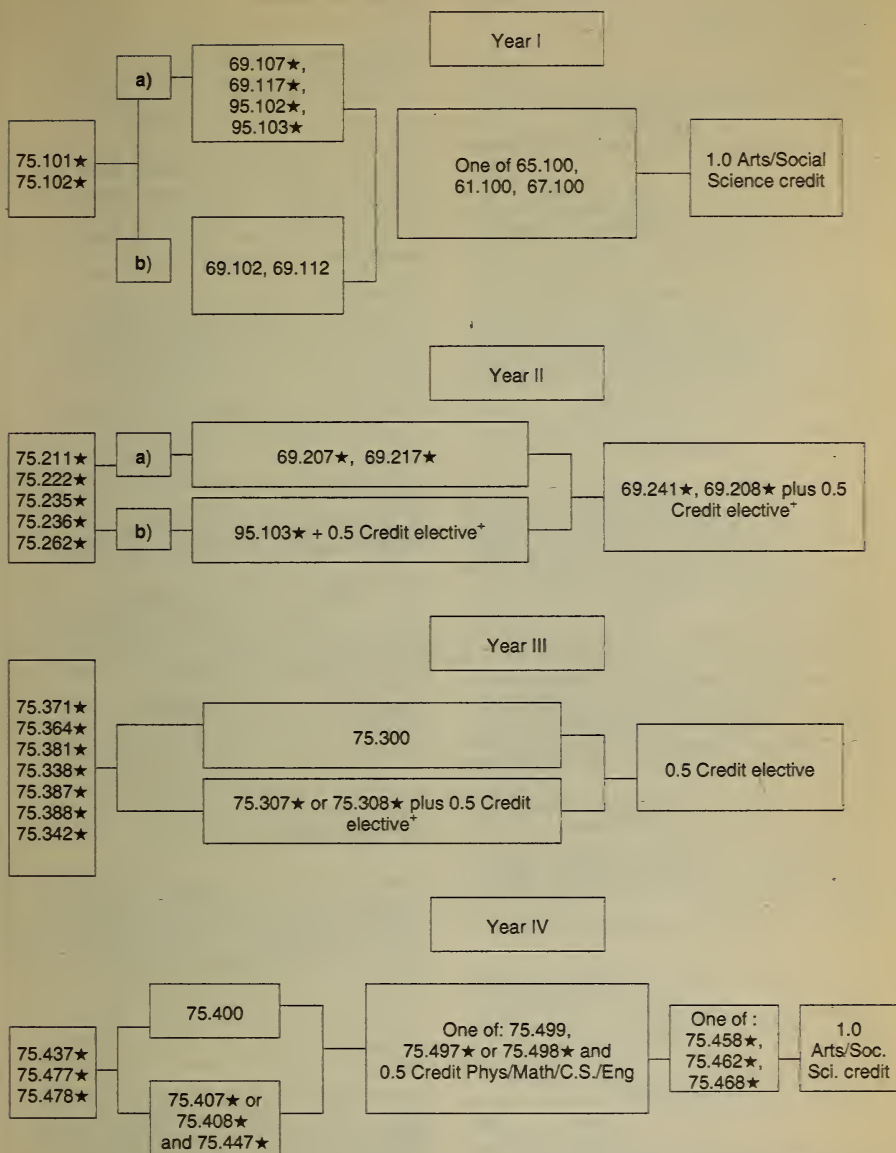 Year I
75.101★
75.102★
a)
69.107★,
69.117★,
95.102★,
95.103★
b)
69.102, 69.112
One of 65.100,
61.100, 67.100
1.0 Arts/Social
Science credit
Year II
75.211★
75.222★
75.235★
75.236★
75.262★
a)
69.207★, 69.217★
b)
95.103★ + 0.5 Credit elective⁺
69.241★, 69.208★ plus 0.5
Credit elective⁺
Year III
75.371★
75.364★
75.381★
75.338★
75.387★
75.388★
75.342★
75.300
75.307★ or 75.308★ plus 0.5 Credit
elective⁺
0.5 Credit elective
Year IV
75.437★
75.477★
75.478★
75.400
75.407★ or
75.408★
and 75.447★
One of: 75.499,
75.497★ or 75.498★ and
0.5 Credit Phys/Math/C.S./Eng
One of :
75.458★,
75.462★,
75.468★
1.0
Arts/Soc.
Sci. credit